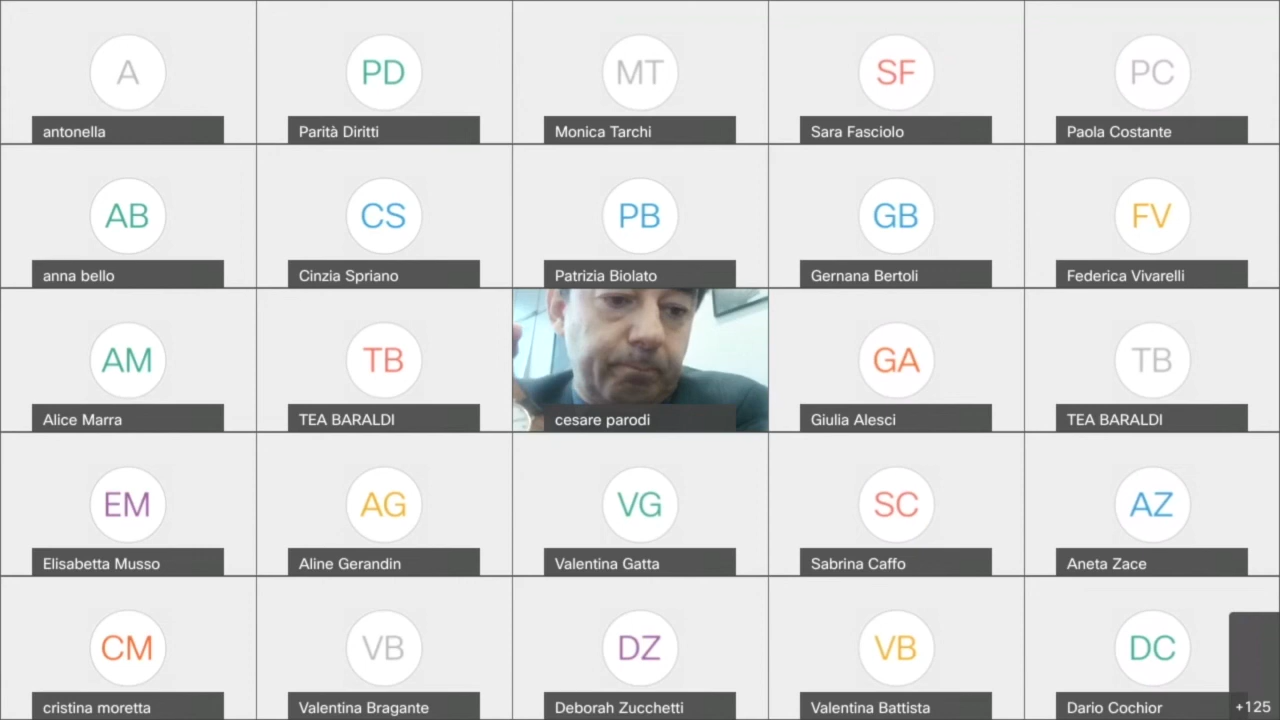 A
PD
MT
SF
PC
antonella
Parità Diritti
Monica Tarchi
Sara Fasciolo
Paola Costante
AB
CS
PB
GB
FV
anna bello
Cinzia Spriano
Patrizia Biolato
Gernana Bertoli
Federica Vivarelli
AM
TB
GA
TB
Alice Marra
TEA BARALDI
cesare parodi
Giulia Alesci
TEA BARALDI
EM
AG
VG
SC
AZ
Elisabetta Musso
Aline Gerandin
Valentina Gatta
Sabrina Caffo
Aneta Zace
CM
VB
DZ
VB
DC
cristina moretta
Valentina Bragante
Deborah Zucchetti
Valentina Battista
Dario Cochior
+125